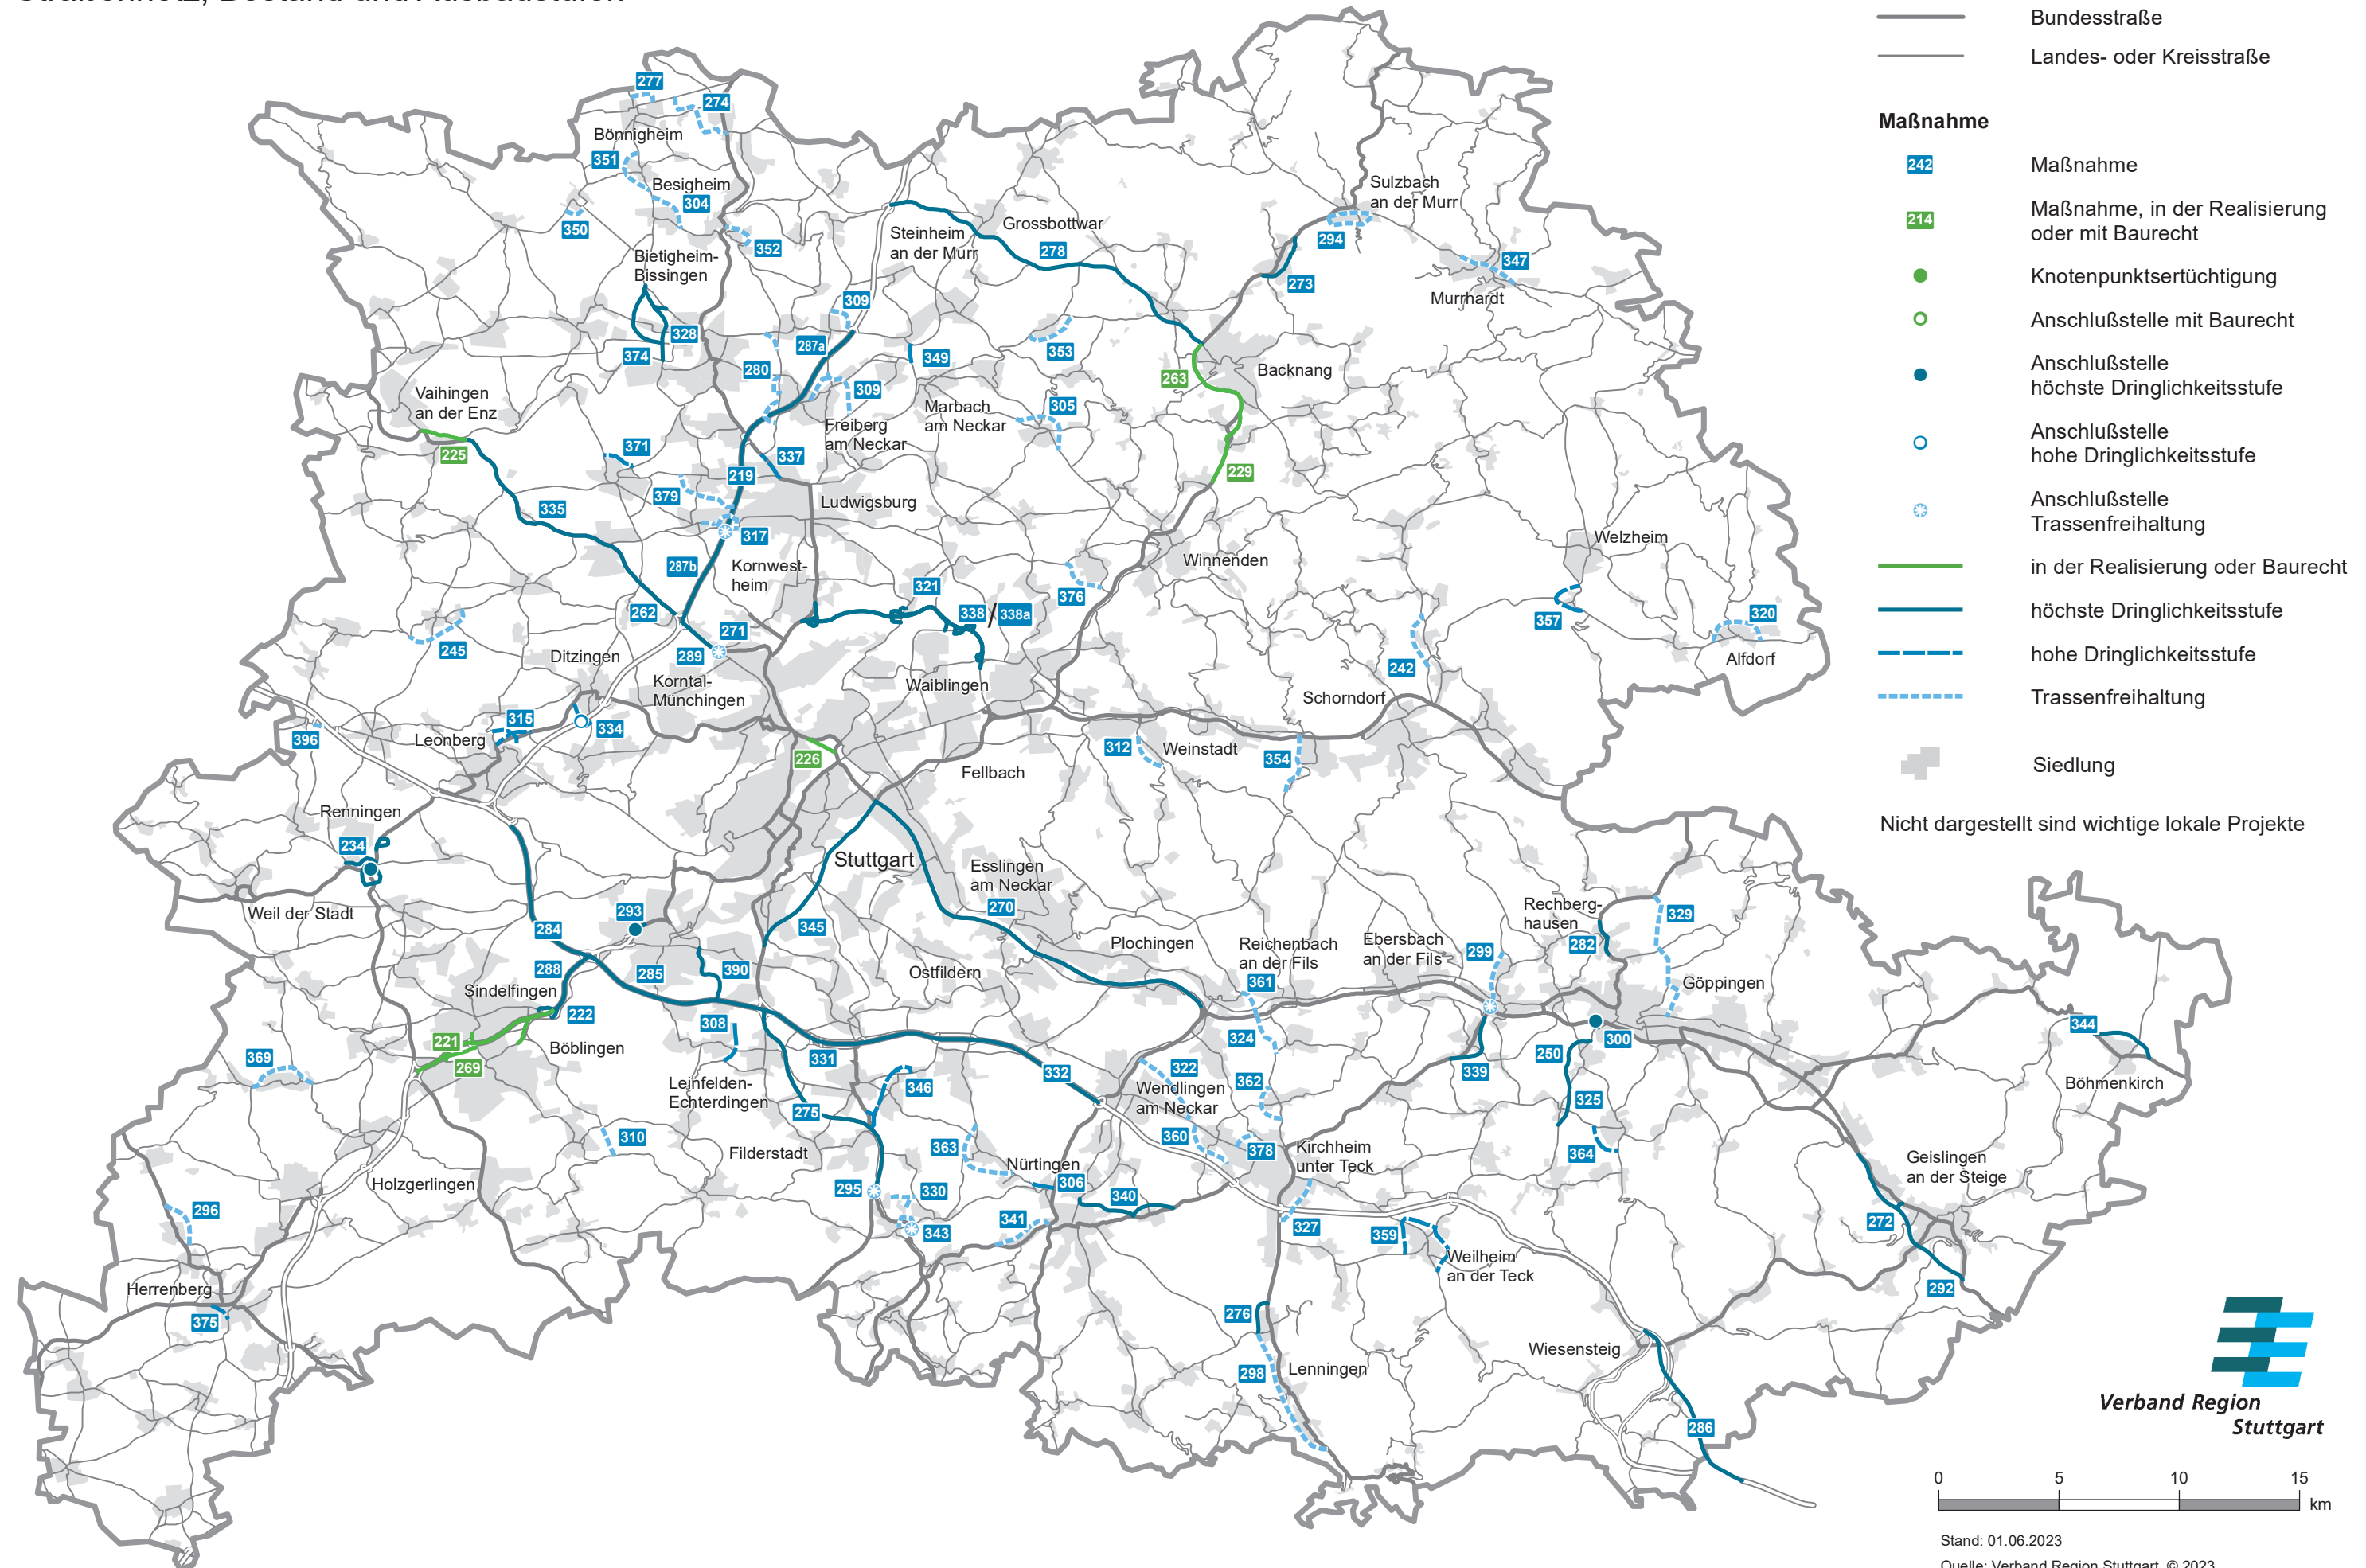 Bundesstraße
Landes- oder Kreisstraße
Maßnahme
242
Maßnahme
214
Maßnahme, in der Realisierung
oder mit Baurecht
Knotenpunktsertüchtigung
Anschlußstelle mit Baurecht
Anschlußstelle
höchste Dringlichkeitsstufe
Anschlußstelle
hohe Dringlichkeitsstufe
Anschlußstelle
Trassenfreihaltung
in der Realisierung oder Baurecht
höchste Dringlichkeitsstufe
hohe Dringlichkeitsstufe
Trassenfreihaltung
Siedlung
Nicht dargestellt sind wichtige lokale Projekte
277
274
Bönnigheim
351
Besigheim
304
350
352
Bietigheim-
Bissingen
Steinheim
an der Murr
Grossbottwar
278
Sulzbach
an der Murr
294
273
347
Murrhardt
309
328
374
287a
280
349
353
309
263
Backnang
Vaihingen
an der Enz
225
Marbach
am Neckar
305
Freiberg
am Neckar
371
337
219
229
379
335
Ludwigsburg
317
287b
Kornwest-
heim
Winnenden
Welzheim
376
321
338
/
338a
262
271
289
245
Ditzingen
Korntal-
Münchingen
Waiblingen
242
357
320
Alfdorf
Schorndorf
315
334
Leonberg
396
226
312
Weinstadt
354
Fellbach
Renningen
234
Stuttgart
Esslingen
am Neckar
270
Weil der Stadt
293
284
345
Plochingen
Reichenbach
an der Fils
361
Ebersbach
an der Fils
299
Rechberg-
hausen
282
329
288
285
390
Ostfildern
Sindelfingen
222
Göppingen
308
221
269
Böblingen
331
324
250
300
344
369
332
322
339
Böhmenkirch
Leinfelden-
Echterdingen
346
Wendlingen
am Neckar
362
325
275
310
Filderstadt
363
360
378
Kirchheim
unter Teck
364
Nürtingen
306
Geislingen
an der Steige
Holzgerlingen
295
330
340
296
343
341
327
359
272
Weilheim
an der Teck
Herrenberg
375
292
276
298
Lenningen
Wiesensteig
286
Verband Region
Stuttgart
0 5 10 15
km
Stand: 01.06.2023
Quelle: Verband Region Stuttgart, © 2023